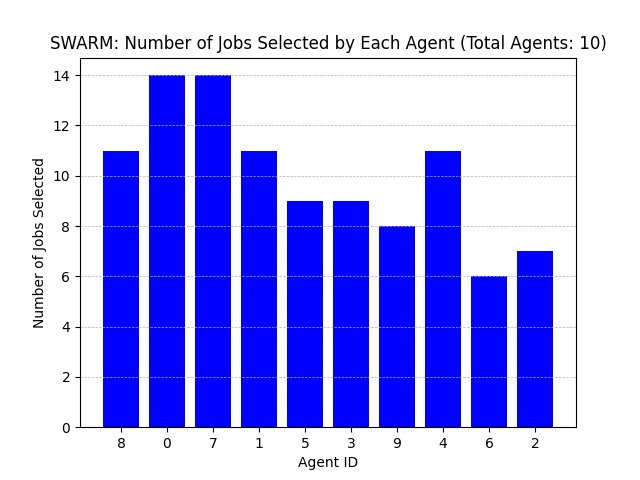 SWARM: Number of Jobs Selected by Each Agent (Total Agents: 10)
14
12
10
8
6
4
2
0
Number of Jobs Selected
8 0 7 1 5 3 9 4 6 2
Agent ID